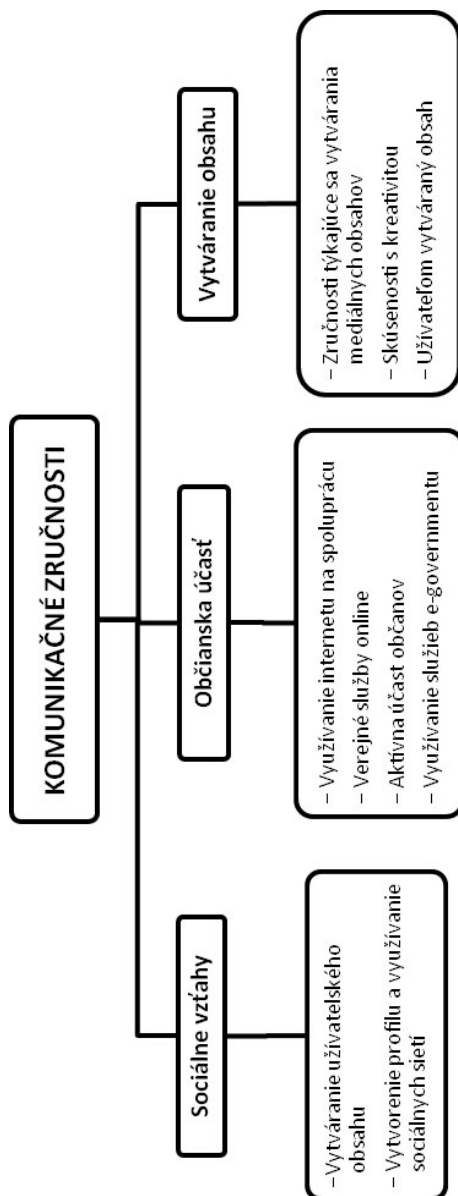 KOMUNIKAČNÉ ZRUČNOSTI
Sociálne vzťahy
– Vytváranie užívatelského
obsahu
– Vytvorenie profilu a využívanie
sociálnych sietí
Občianska účasť
– Využívanie internetu na spoluprácu
– Verejné služby online
– Aktívna účast občanov
– Využívanie služieb e-governmentu
Vytváranie obsahu
– Zručnosti týkajúce sa vytvárania
mediálnych obsahov
– Skúsenosti s kreativitou
– Užívateľom vytváraný obsah